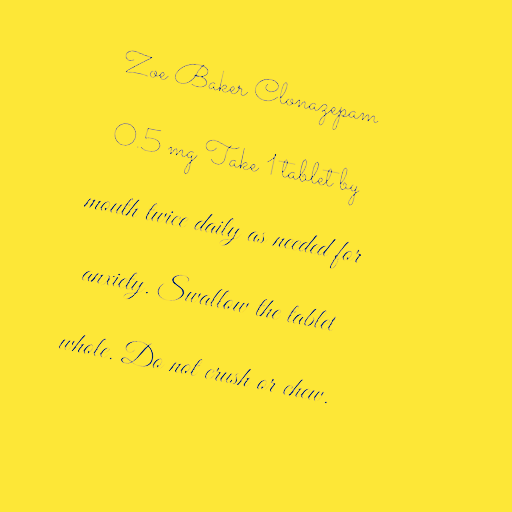 Zoe Baker Clonazepam
0.5 mg Take 1 tablet by
mouth twice daily as needed for
anxiety. Swallow the tablet
whole. Do not crush or chew.